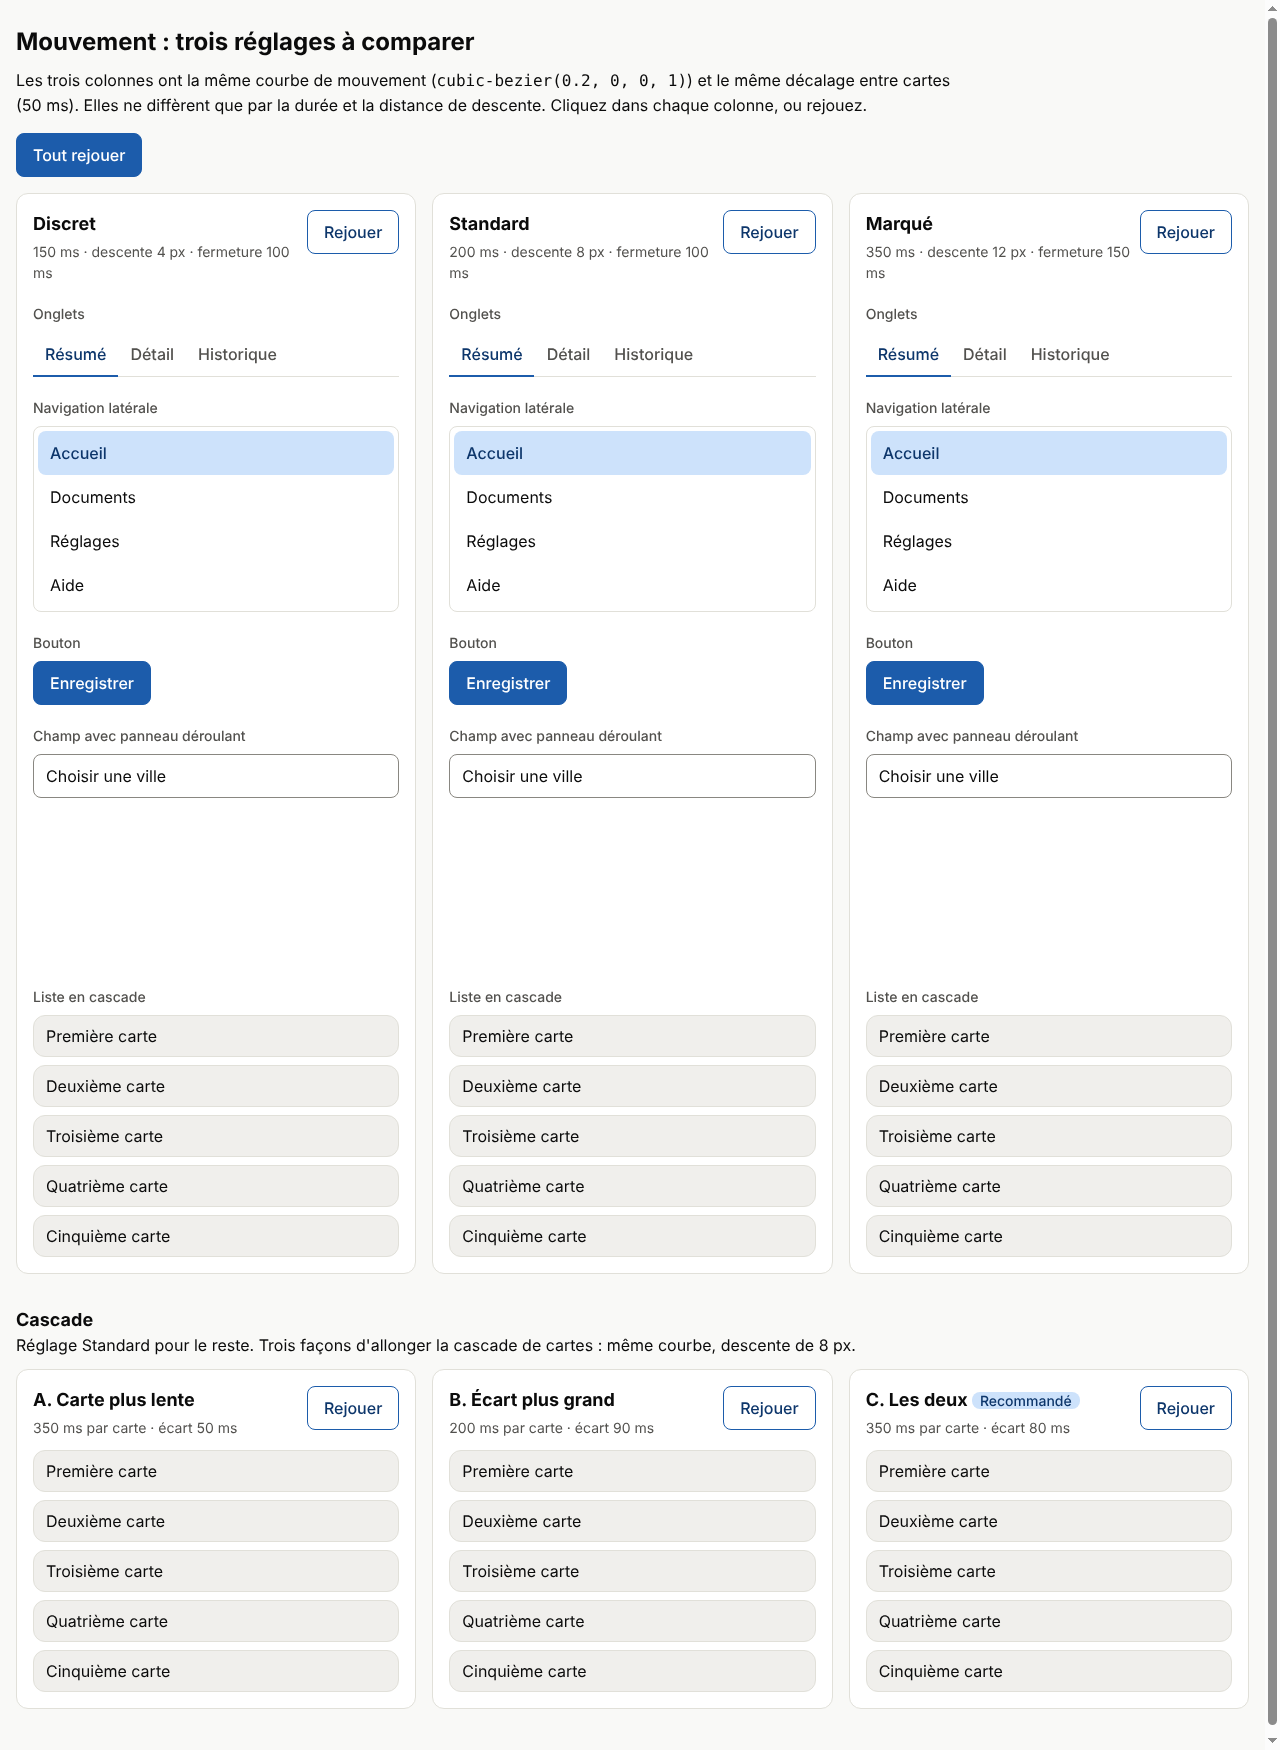 Mouvement : trois réglages à comparer
Les trois colonnes ont la même courbe de mouvement (cubic-bezier(0.2, 0, 0, 1)) et le même décalage entre cartes
(50 ms). Elles ne diffèrent que par la durée et la distance de descente. Cliquez dans chaque colonne, ou rejouez.
Tout rejouer
Discret
Rejouer
150 ms · descente 4 px · fermeture 100
ms
Onglets
Résumé Détail Historique
Navigation latérale
Accueil
Documents
Réglages
Aide
Bouton
Enregistrer
Champ avec panneau déroulant
Choisir une ville
Liste en cascade
Première carte
Deuxième carte
Troisième carte
Quatrième carte
Cinquième carte
Standard
Rejouer
200 ms · descente 8 px · fermeture 100
ms
Onglets
Résumé Détail Historique
Navigation latérale
Accueil
Documents
Réglages
Aide
Bouton
Enregistrer
Champ avec panneau déroulant
Choisir une ville
Liste en cascade
Première carte
Deuxième carte
Troisième carte
Quatrième carte
Cinquième carte
Marqué
Rejouer
350 ms · descente 12 px · fermeture 150
ms
Onglets
Résumé Détail Historique
Navigation latérale
Accueil
Documents
Réglages
Aide
Bouton
Enregistrer
Champ avec panneau déroulant
Choisir une ville
Liste en cascade
Première carte
Deuxième carte
Troisième carte
Quatrième carte
Cinquième carte
Cascade
Réglage Standard pour le reste. Trois façons d'allonger la cascade de cartes : même courbe, descente de 8 px.
A. Carte plus lente
Rejouer
350 ms par carte · écart 50 ms
Première carte
Deuxième carte
Troisième carte
Quatrième carte
Cinquième carte
B. Écart plus grand
Rejouer
200 ms par carte · écart 90 ms
Première carte
Deuxième carte
Troisième carte
Quatrième carte
Cinquième carte
C. Les deux Recommandé
Rejouer
350 ms par carte · écart 80 ms
Première carte
Deuxième carte
Troisième carte
Quatrième carte
Cinquième carte